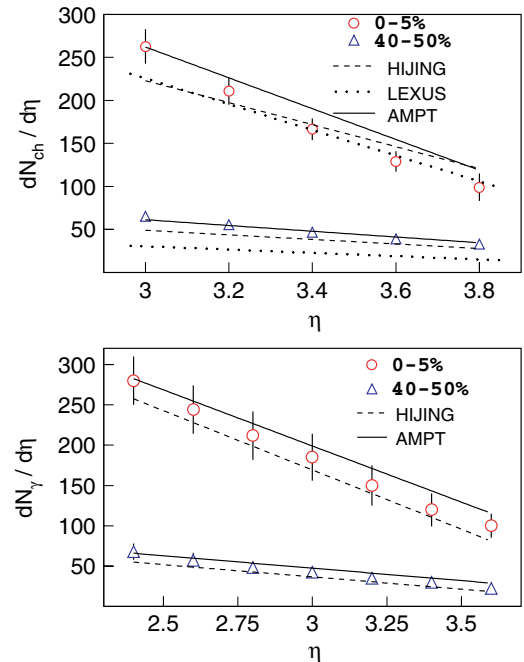 300
0-5%
250
40-50%
HIJING
200
LEXUS
AMPT
150
100
50
3
3.2
3.4
3.6
3.8
η
dN_ch / dη
300
0-5%
40-50%
250
HIJING
AMPT
200
150
100
50
2.5
2.75
3
3.25
3.5
η
dN_γ / dη